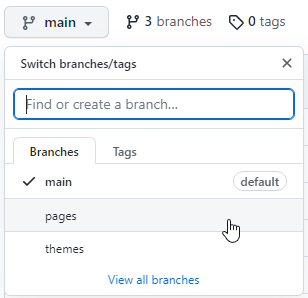 main 3 branches 0 tags
Switch branches/tags
Find or create a branch...
Branches Tags
main default
pages
themes
View all branches